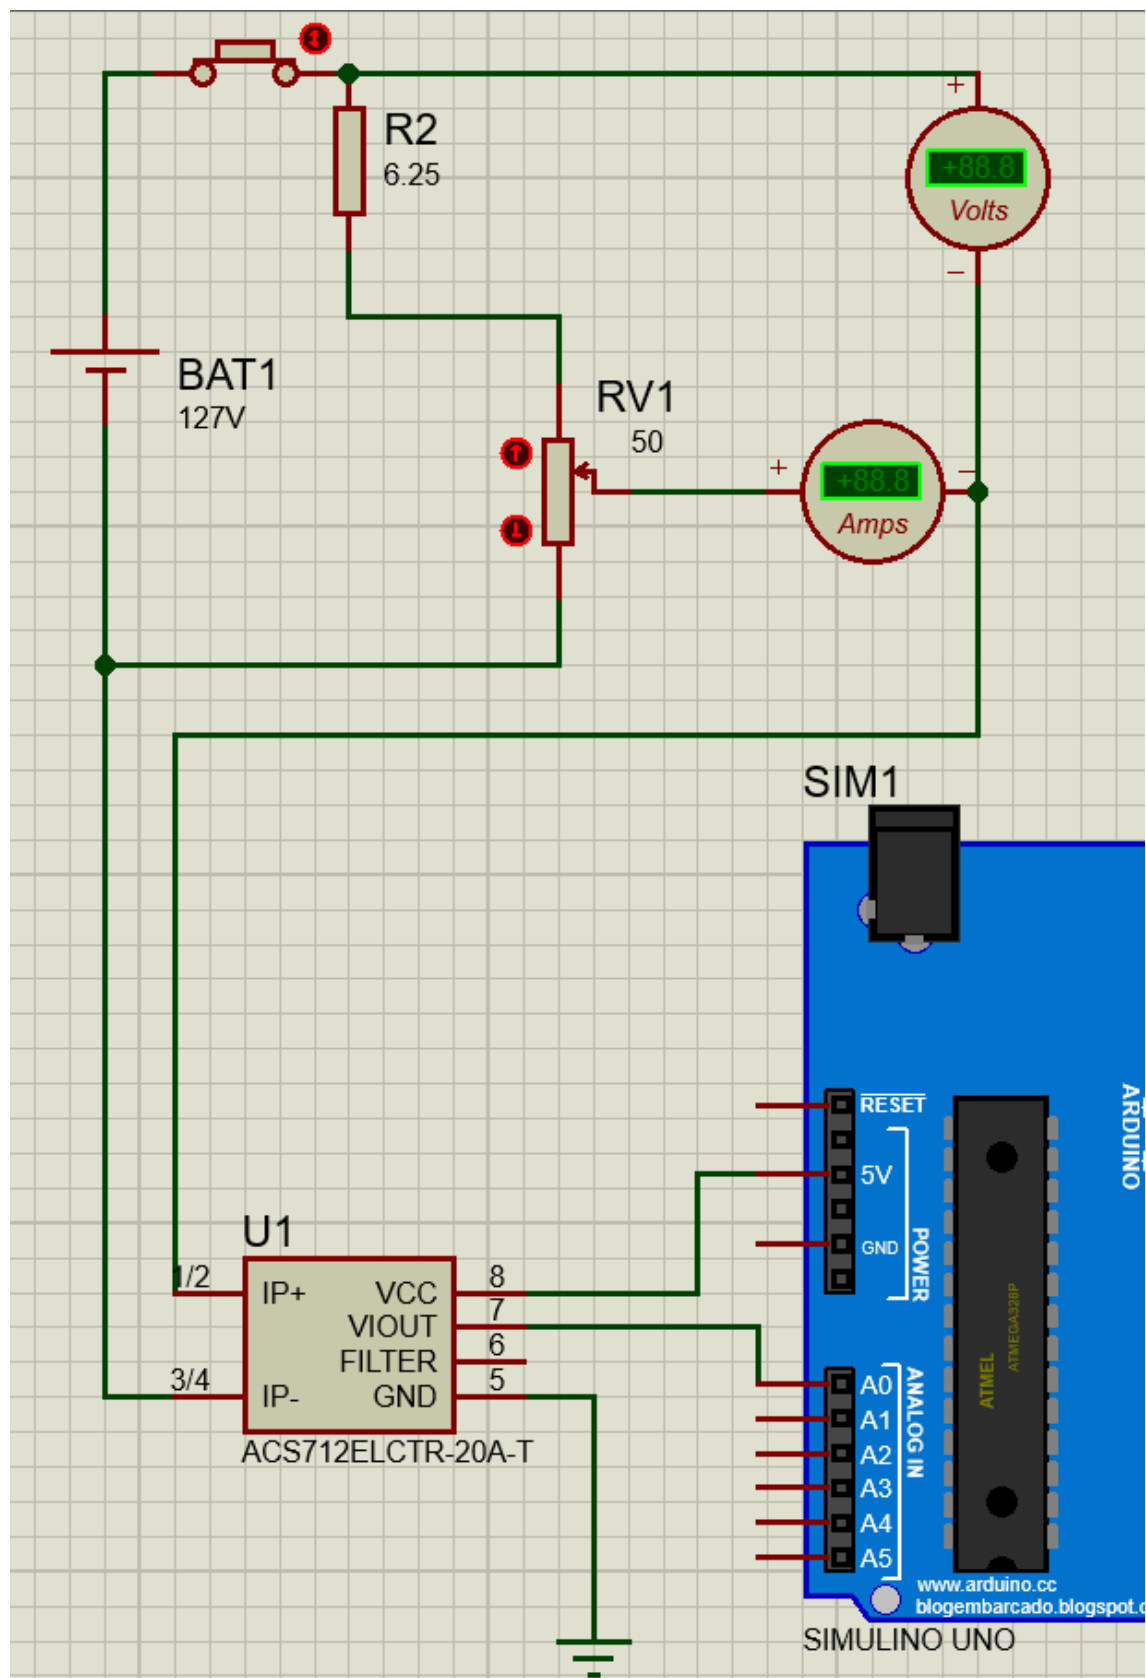 R2
6.25
+
+88.8
Volts
−
BAT1
127V
RV1
50
+
−
+88.8
Amps
SIM1
RESET
5V
GND
POWER
ARDUINO
ATMEL
ATMEGA328P
U1
1/2
IP+
VCC
8
VIOUT
7
FILTER
6
3/4
IP-
GND
5
ACS712ELCTR-20A-T
A0
A1
A2
A3
A4
A5
ANALOG IN
www.arduino.cc
blogembarcado.blogspot.c
SIMULINO UNO